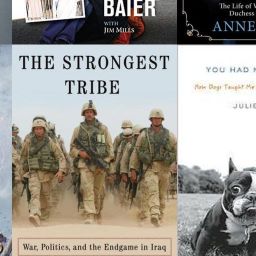 BAIER
WITH
JIM MILLS
The Life of
Duchess
ANNE
THE STRONGEST
TRIBE
War, Politics, and the Endgame in Iraq
YOU HAD
How Dogs Taught Me
JULIE